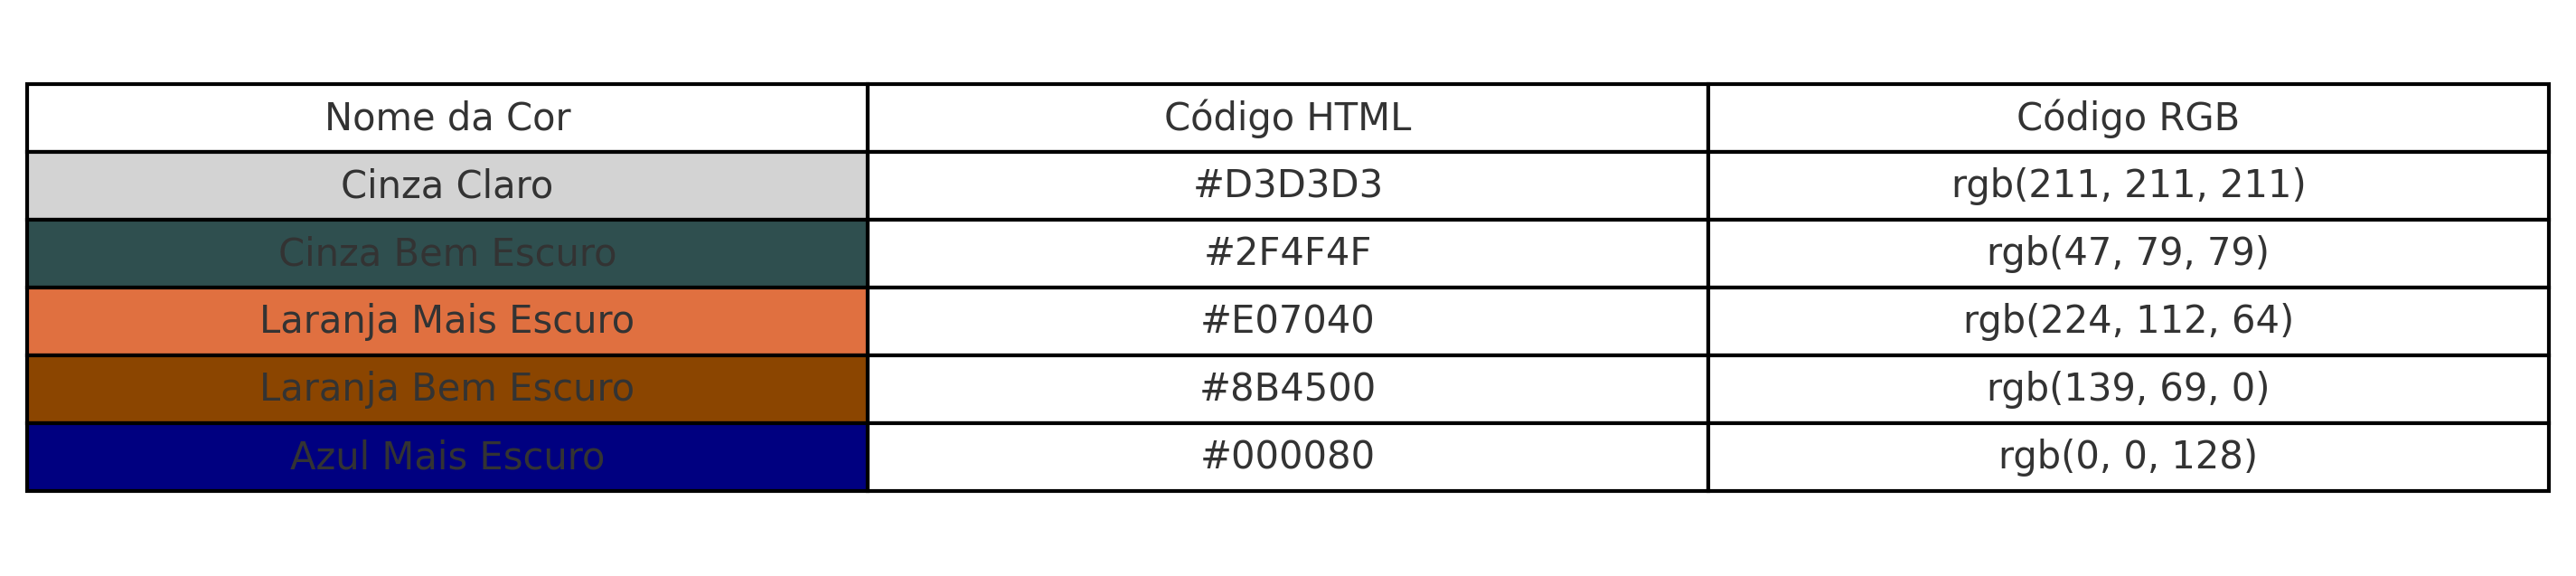 Nome da Cor Código HTML Código RGB
Cinza Claro #D3D3D3 rgb(211, 211, 211)
Cinza Bem Escuro #2F4F4F rgb(47, 79, 79)
Laranja Mais Escuro #E07040 rgb(224, 112, 64)
Laranja Bem Escuro #8B4500 rgb(139, 69, 0)
Azul Mais Escuro #000080 rgb(0, 0, 128)